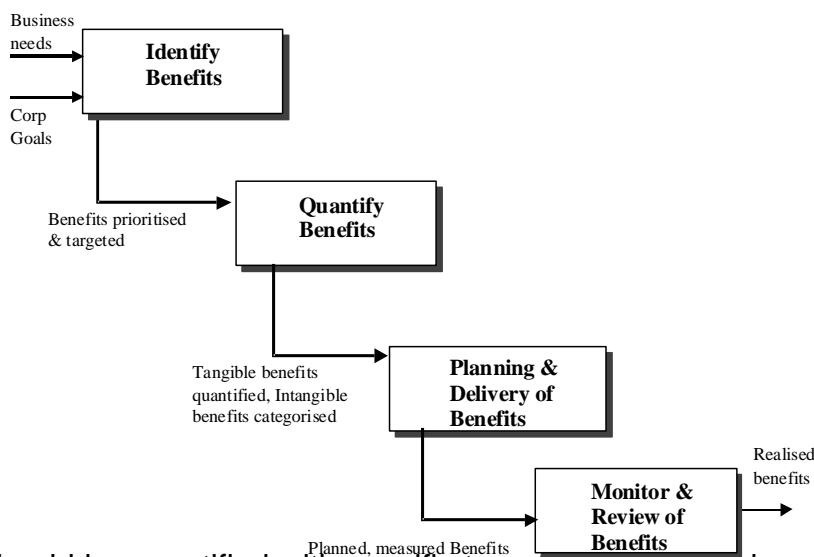 Business
needs
Identify
Benefits
Corp
Goals
Benefits prioritised
& targeted
Quantify
Benefits
Tangible benefits
quantified, Intangible
benefits categorised
Planning &
Delivery of
Benefits
Realised
benefits
Monitor &
Review of
Benefits
Planned, measured Benefits